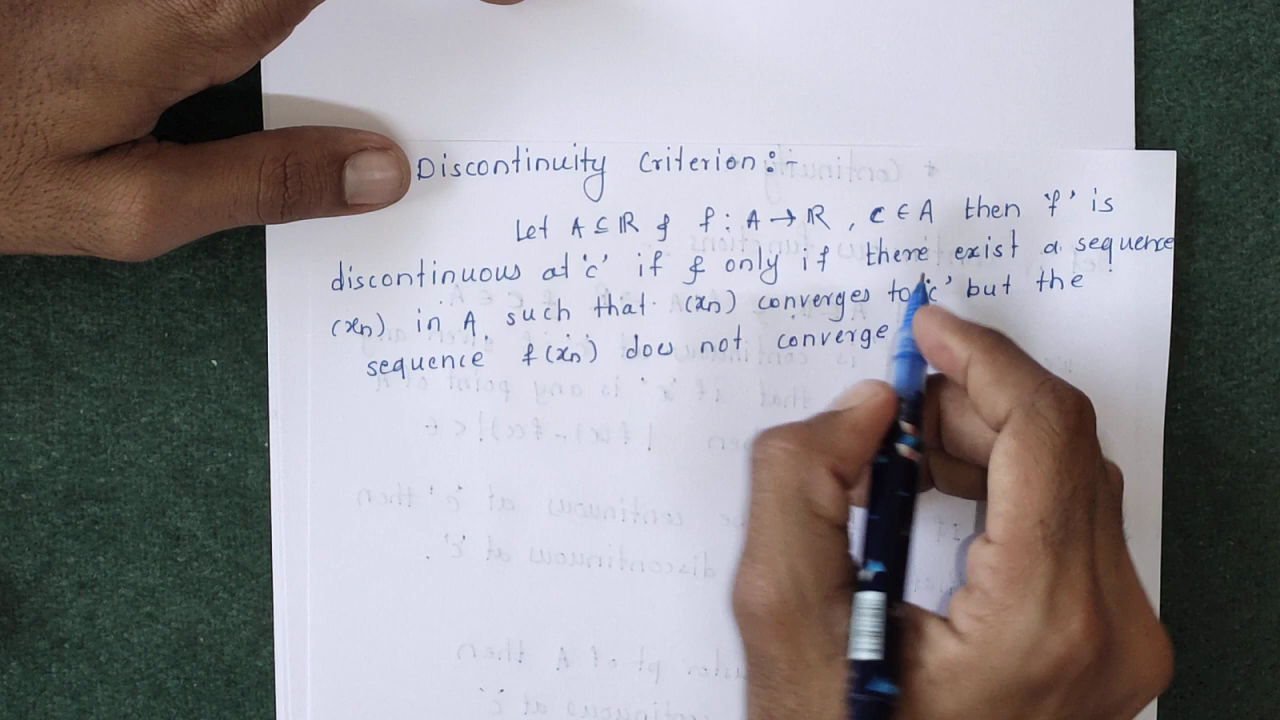 Discontinuity Criterion:-
Let A ⊆ ℝ & f : A → ℝ , c ∈ A then 'f' is
discontinuous at 'c' if & only if there exist a sequence
(xn) in A such that (xn) converges to 'c' but the
sequence f(xn) does not converge